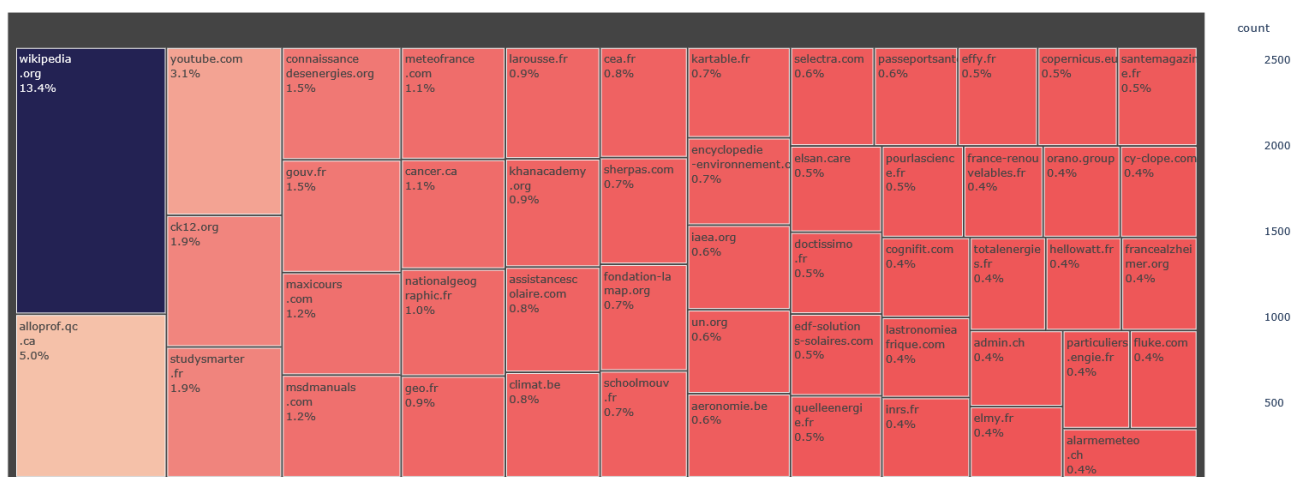 wikipedia
.org
13.4%
alloprof.qc
.ca
5.0%
youtube.com
3.1%
ck12.org
1.9%
studysmarter
.fr
1.9%
connaissance
desenergies.org
1.5%
gouv.fr
1.5%
maxicours
.com
1.2%
msdmanuals
.com
1.2%
meteofrance
.com
1.1%
cancer.ca
1.1%
nationalgeog
raphic.fr
1.0%
geo.fr
0.9%
larousse.fr
0.9%
khanacademy
.org
0.9%
assistancesc
olaire.com
0.8%
climat.be
0.8%
cea.fr
0.8%
sherpas.com
0.7%
fondation-la
map.org
0.7%
schoolmouv
.fr
0.7%
kartable.fr
0.7%
encyclopedie
-environnement.o
0.7%
iaea.org
0.6%
un.org
0.6%
aeronomie.be
0.6%
selectra.com
0.6%
passeportsant
0.6%
effy.fr
0.5%
copernicus.eu
0.5%
santemagazin
e.fr
0.5%
elsan.care
0.5%
doctissimo
.fr
0.5%
edf-solution
s-solaires.com
0.5%
quelleenergi
e.fr
0.5%
pourlascienc
e.fr
0.5%
france-renou
velables.fr
0.4%
orano.group
0.4%
cy-clope.com
0.4%
cognifit.com
0.4%
lastronomiea
frique.com
0.4%
inrs.fr
0.4%
totalenergie
s.fr
0.4%
hellowatt.fr
0.4%
francealzhei
mer.org
0.4%
admin.ch
0.4%
elmy.fr
0.4%
particuliers
.engie.fr
0.4%
fluke.com
0.4%
alarmemeteo
.ch
0.4%
count
2500
2000
1500
1000
500